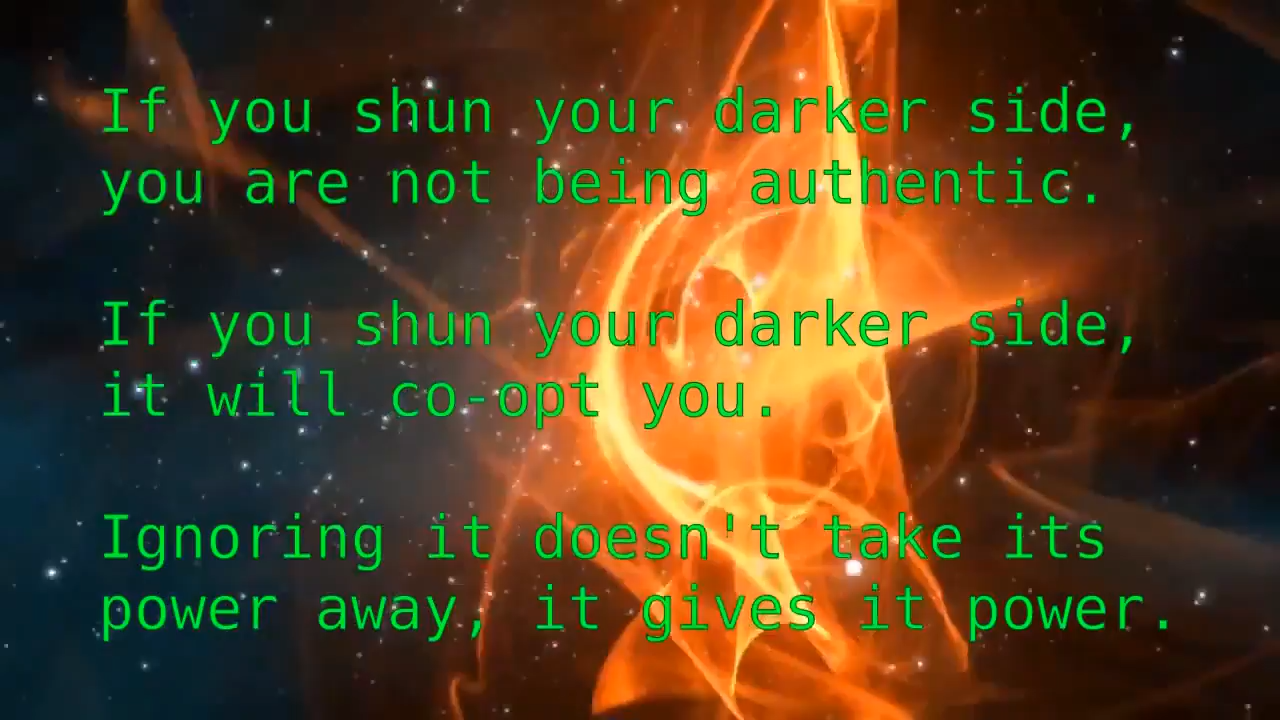 If you shun your darker side,
you are not being authentic.
If you shun your darker side,
it will co-opt you.
Ignoring it doesn't take its
power away, it gives it power.